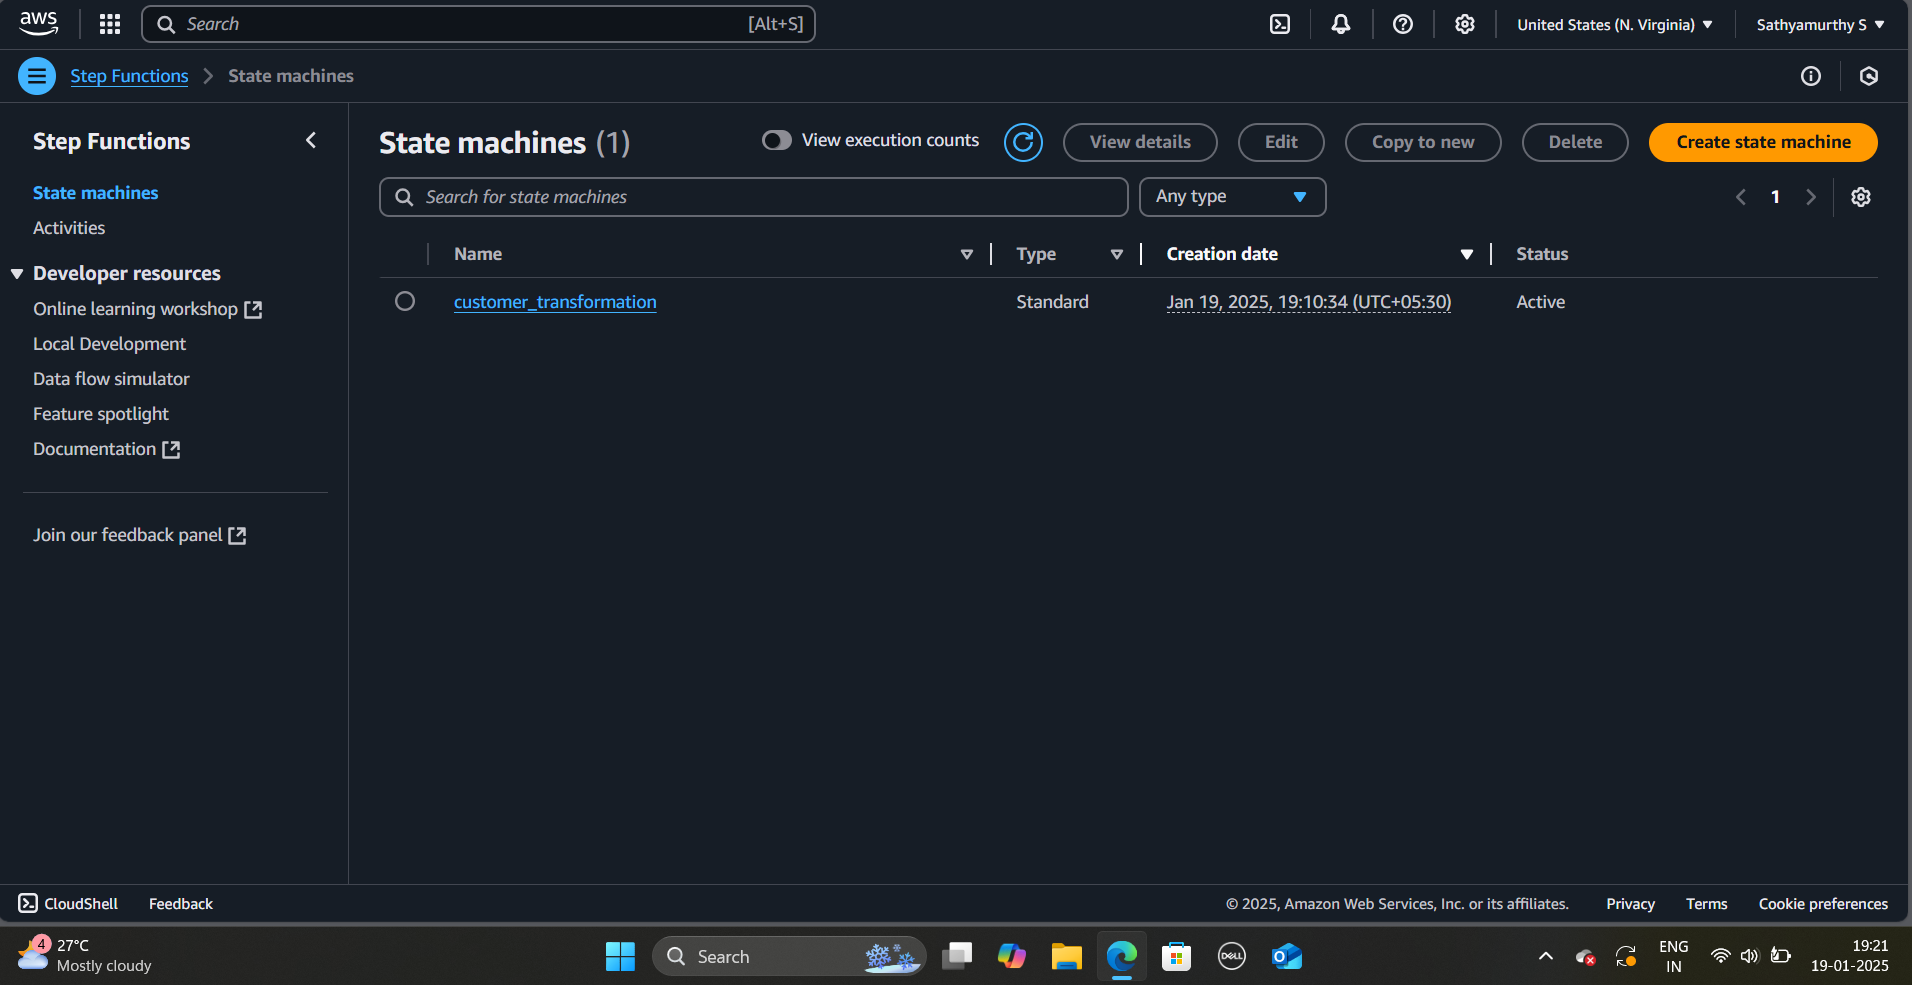 aws
Search [Alt+S]
United States (N. Virginia)
Sathyamurthy S
Step Functions
State machines
Step Functions
State machines
Activities
Developer resources
Online learning workshop
Local Development
Data flow simulator
Feature spotlight
Documentation
Join our feedback panel
State machines (1)
View execution counts
View details
Edit
Copy to new
Delete
Create state machine
Search for state machines
Any type
1
Name Type Creation date Status
customer_transformation Standard Jan 19, 2025, 19:10:34 (UTC+05:30) Active
CloudShell Feedback
© 2025, Amazon Web Services, Inc. or its affiliates. Privacy Terms Cookie preferences
4
27°C
Mostly cloudy
Search
DELL
O
ENG
IN
19:21
19-01-2025